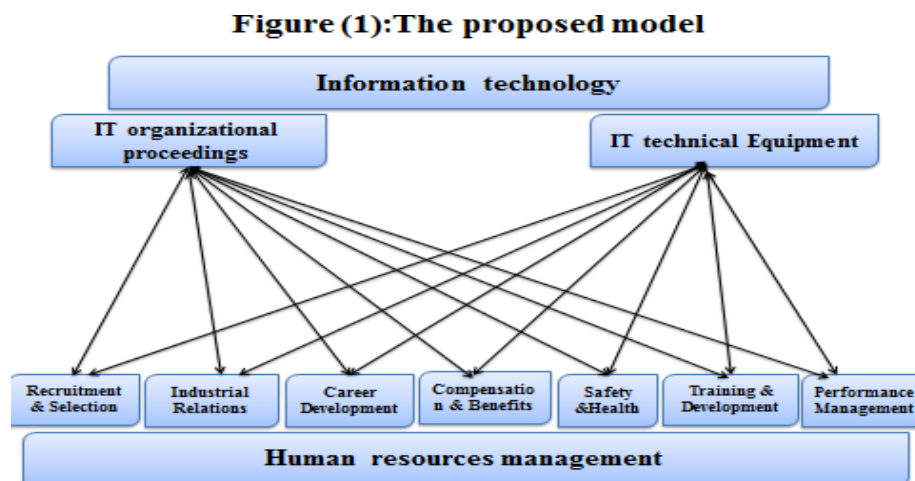 Figure (1):The proposed model
Information technology
IT organizational
proceedings
IT technical Equipment
Recruitment
& Selection
Industrial
Relations
Career
Development
Compensatio
n & Benefits
Safety
&Health
Training &
Development
Performance
Management
Human resources management